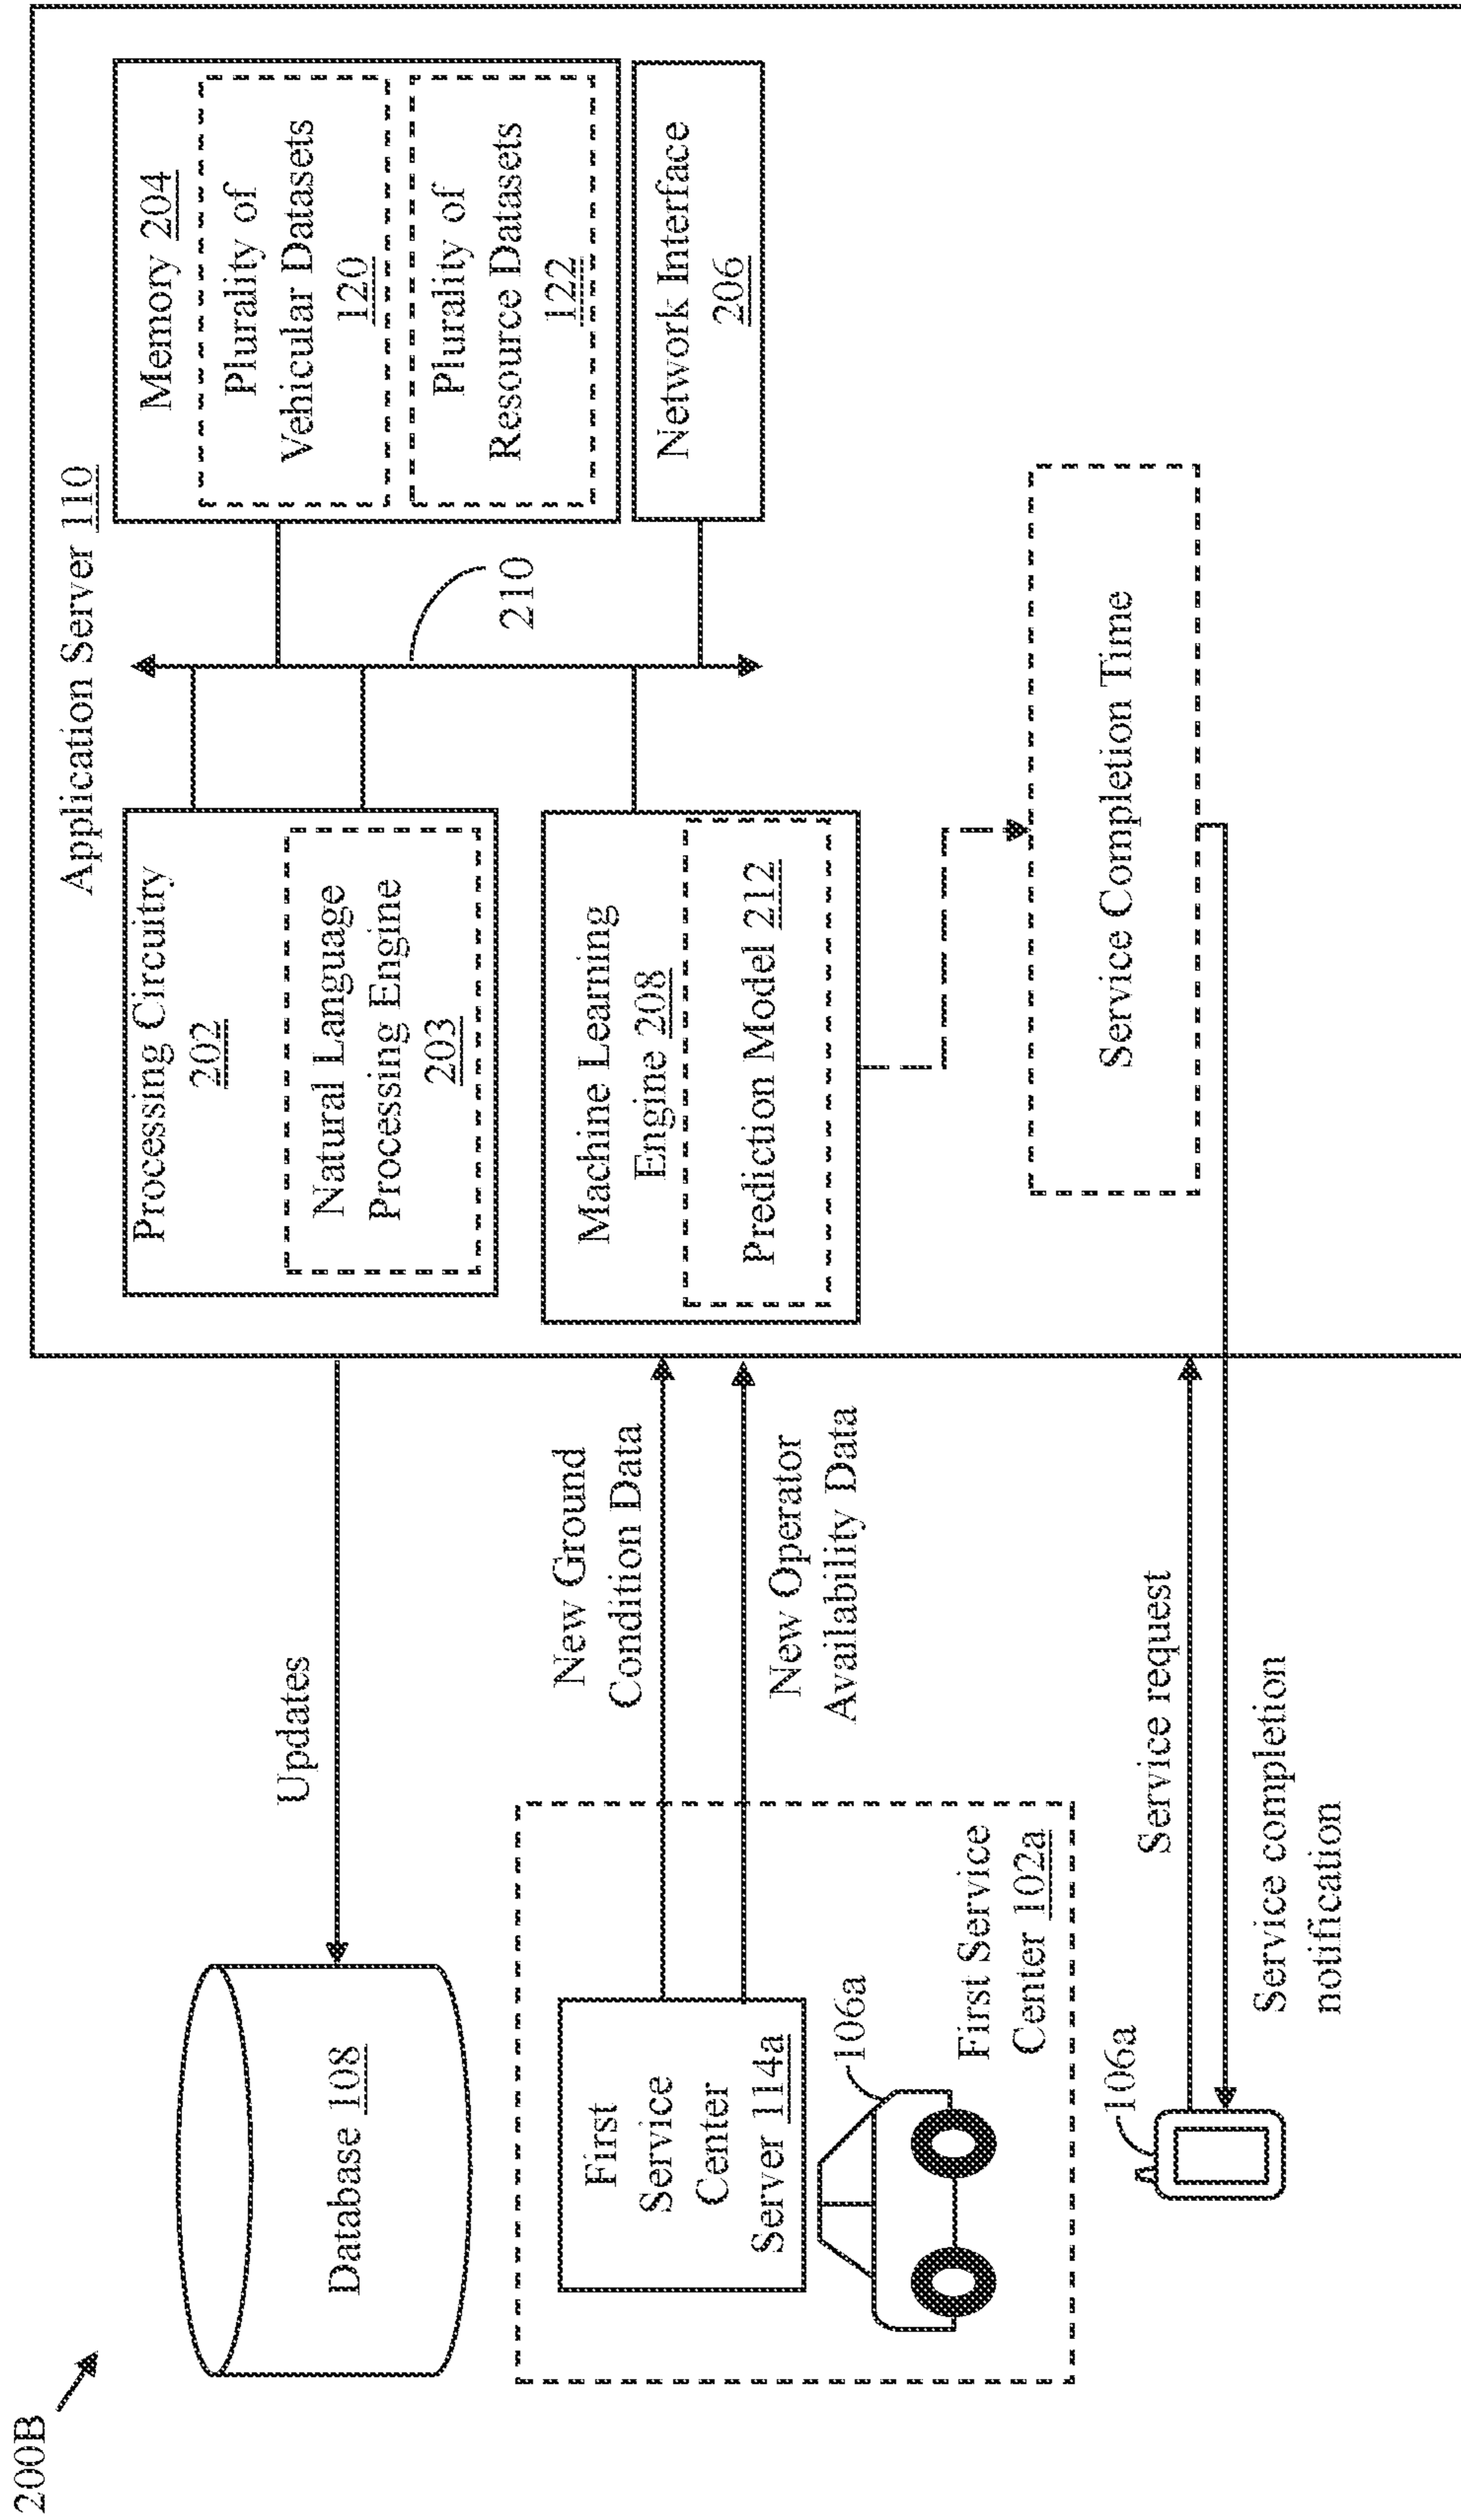 200B
Application Server 110
Processing Circuitry
202
Natural Language
Processing Engine
203
Memory 204
Plurality of
Vehicular Datasets
120
Plurality of
Resource Datasets
122
210
Network Interface
206
Machine Learning
Engine 208
Prediction Model 212
Service Completion Time
Updates
Database 108
New Ground
Condition Data
New Operator
Availability Data
First
Service
Center
Server 114a
106a
First Service
Center 102a
Service request
106a
Service completion
notification